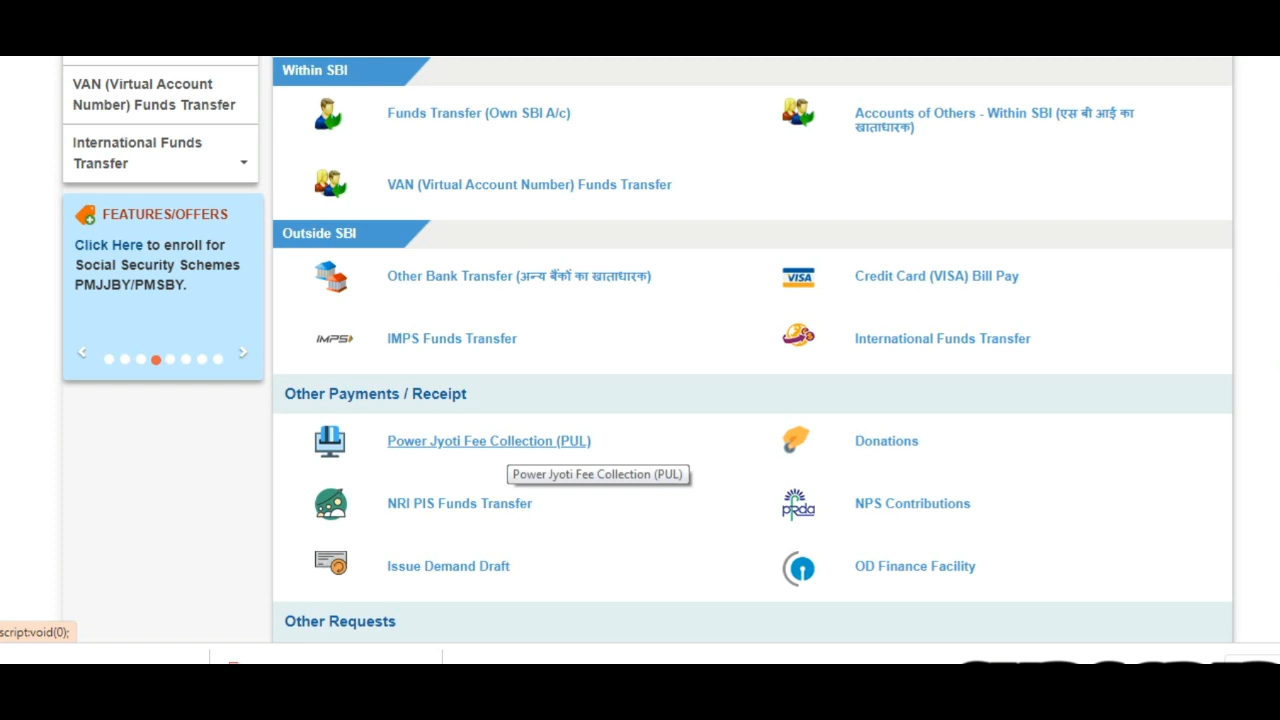 Within SBI
VAN (Virtual Account
Number) Funds Transfer
International Funds
Transfer
FEATURES/OFFERS
Click Here to enroll for
Social Security Schemes
PMJJBY/PMSBY.
Funds Transfer (Own SBI A/c)
Accounts of Others - Within SBI (एस बी आई का
खाताधारक)
VAN (Virtual Account Number) Funds Transfer
Outside SBI
Other Bank Transfer (अन्य बैंकों का खाताधारक)
VISA
Credit Card (VISA) Bill Pay
IMPS
IMPS Funds Transfer
International Funds Transfer
Other Payments / Receipt
Power Jyoti Fee Collection (PUL)
Donations
Power Jyoti Fee Collection (PUL)
NRI PIS Funds Transfer
prda
NPS Contributions
Issue Demand Draft
OD Finance Facility
Other Requests
script:void(0);